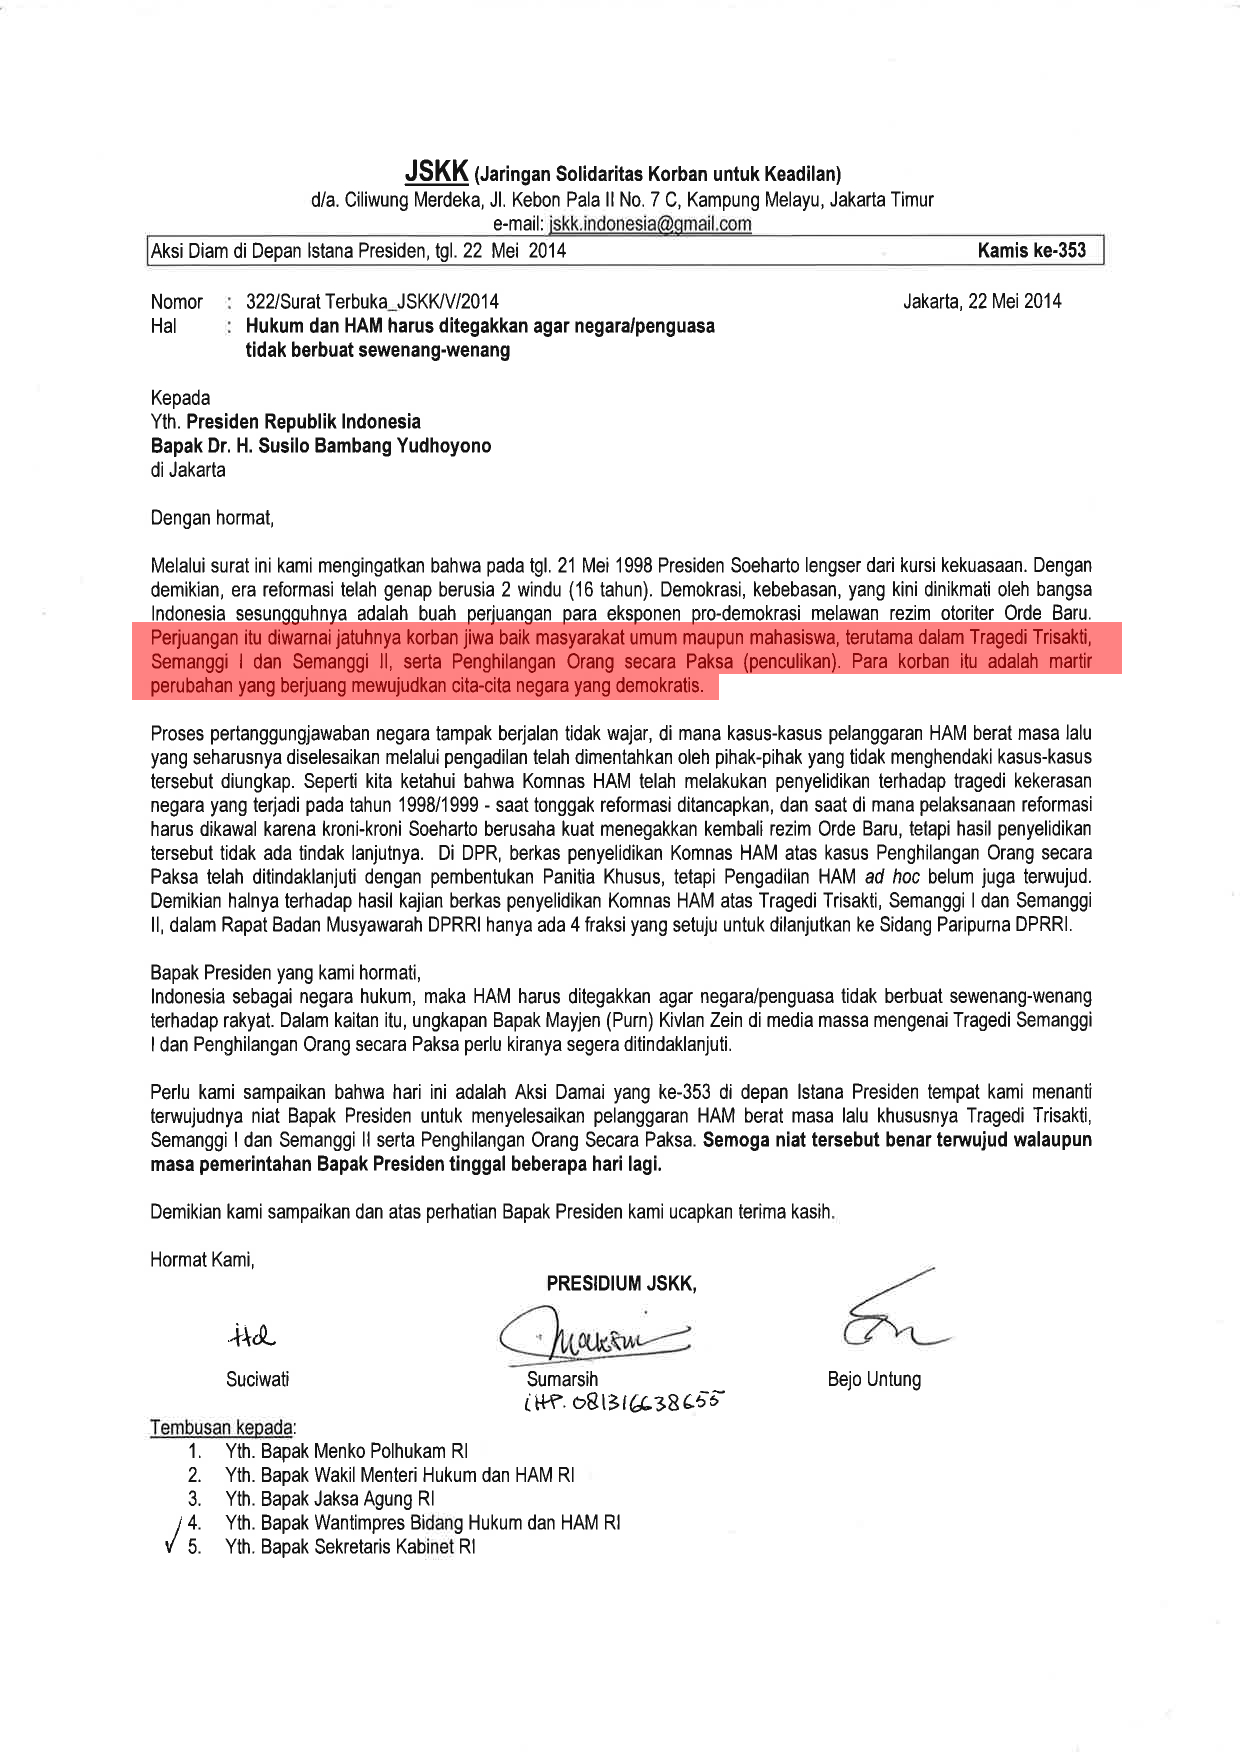 JSKK (Jaringan Solidaritas Korban untuk Keadilan)
d/a. Ciliwung Merdeka, Jl. Kebon Pala II No. 7 C, Kampung Melayu, Jakarta Timur
e-mail: jskk.indonesia@gmail.com
Aksi Diam di Depan Istana Presiden, tgl. 22 Mei 2014 Kamis ke-353
Nomor : 322/Surat Terbuka_JSKK/V/2014 Jakarta, 22 Mei 2014
Hal : Hukum dan HAM harus ditegakkan agar negara/penguasa
tidak berbuat sewenang-wenang
Kepada
Yth. Presiden Republik Indonesia
Bapak Dr. H. Susilo Bambang Yudhoyono
di Jakarta
Dengan hormat,
Melalui surat ini kami mengingatkan bahwa pada tgl. 21 Mei 1998 Presiden Soeharto lengser dari kursi kekuasaan. Dengan
demikian, era reformasi telah genap berusia 2 windu (16 tahun). Demokrasi, kebebasan, yang kini dinikmati oleh bangsa
Indonesia sesungguhnya adalah buah perjuangan para eksponen pro-demokrasi melawan rezim otoriter Orde Baru.
Perjuangan itu diwarnai jatuhnya korban jiwa baik masyarakat umum maupun mahasiswa, terutama dalam Tragedi Trisakti,
Semanggi I dan Semanggi II, serta Penghilangan Orang secara Paksa (penculikan). Para korban itu adalah martir
perubahan yang berjuang mewujudkan cita-cita negara yang demokratis.
Proses pertanggungjawaban negara tampak berjalan tidak wajar, di mana kasus-kasus pelanggaran HAM berat masa lalu
yang seharusnya diselesaikan melalui pengadilan telah dimentahkan oleh pihak-pihak yang tidak menghendaki kasus-kasus
tersebut diungkap. Seperti kita ketahui bahwa Komnas HAM telah melakukan penyelidikan terhadap tragedi kekerasan
negara yang terjadi pada tahun 1998/1999 - saat tonggak reformasi ditancapkan, dan saat di mana pelaksanaan reformasi
harus dikawal karena kroni-kroni Soeharto berusaha kuat menegakkan kembali rezim Orde Baru, tetapi hasil penyelidikan
tersebut tidak ada tindak lanjutnya. Di DPR, berkas penyelidikan Komnas HAM atas kasus Penghilangan Orang secara
Paksa telah ditindaklanjuti dengan pembentukan Panitia Khusus, tetapi Pengadilan HAM ad hoc belum juga terwujud.
Demikian halnya terhadap hasil kajian berkas penyelidikan Komnas HAM atas Tragedi Trisakti, Semanggi I dan Semanggi
II, dalam Rapat Badan Musyawarah DPRRI hanya ada 4 fraksi yang setuju untuk dilanjutkan ke Sidang Paripurna DPRRI.
Bapak Presiden yang kami hormati,
Indonesia sebagai negara hukum, maka HAM harus ditegakkan agar negara/penguasa tidak berbuat sewenang-wenang
terhadap rakyat. Dalam kaitan itu, ungkapan Bapak Mayjen (Purn) Kivlan Zein di media massa mengenai Tragedi Semanggi
I dan Penghilangan Orang secara Paksa perlu kiranya segera ditindaklanjuti.
Perlu kami sampaikan bahwa hari ini adalah Aksi Damai yang ke-353 di depan Istana Presiden tempat kami menanti
terwujudnya niat Bapak Presiden untuk menyelesaikan pelanggaran HAM berat masa lalu khususnya Tragedi Trisakti,
Semanggi I dan Semanggi II serta Penghilangan Orang Secara Paksa. Semoga niat tersebut benar terwujud walaupun
masa pemerintahan Bapak Presiden tinggal beberapa hari lagi.
Demikian kami sampaikan dan atas perhatian Bapak Presiden kami ucapkan terima kasih.
Hormat Kami,
PRESIDIUM JSKK,
Suciwati Sumarsih Bejo Untung
HP. 081316638655
Tembusan kepada:
1. Yth. Bapak Menko Polhukam RI
2. Yth. Bapak Wakil Menteri Hukum dan HAM RI
3. Yth. Bapak Jaksa Agung RI
4. Yth. Bapak Wantimpres Bidang Hukum dan HAM RI
5. Yth. Bapak Sekretaris Kabinet RI